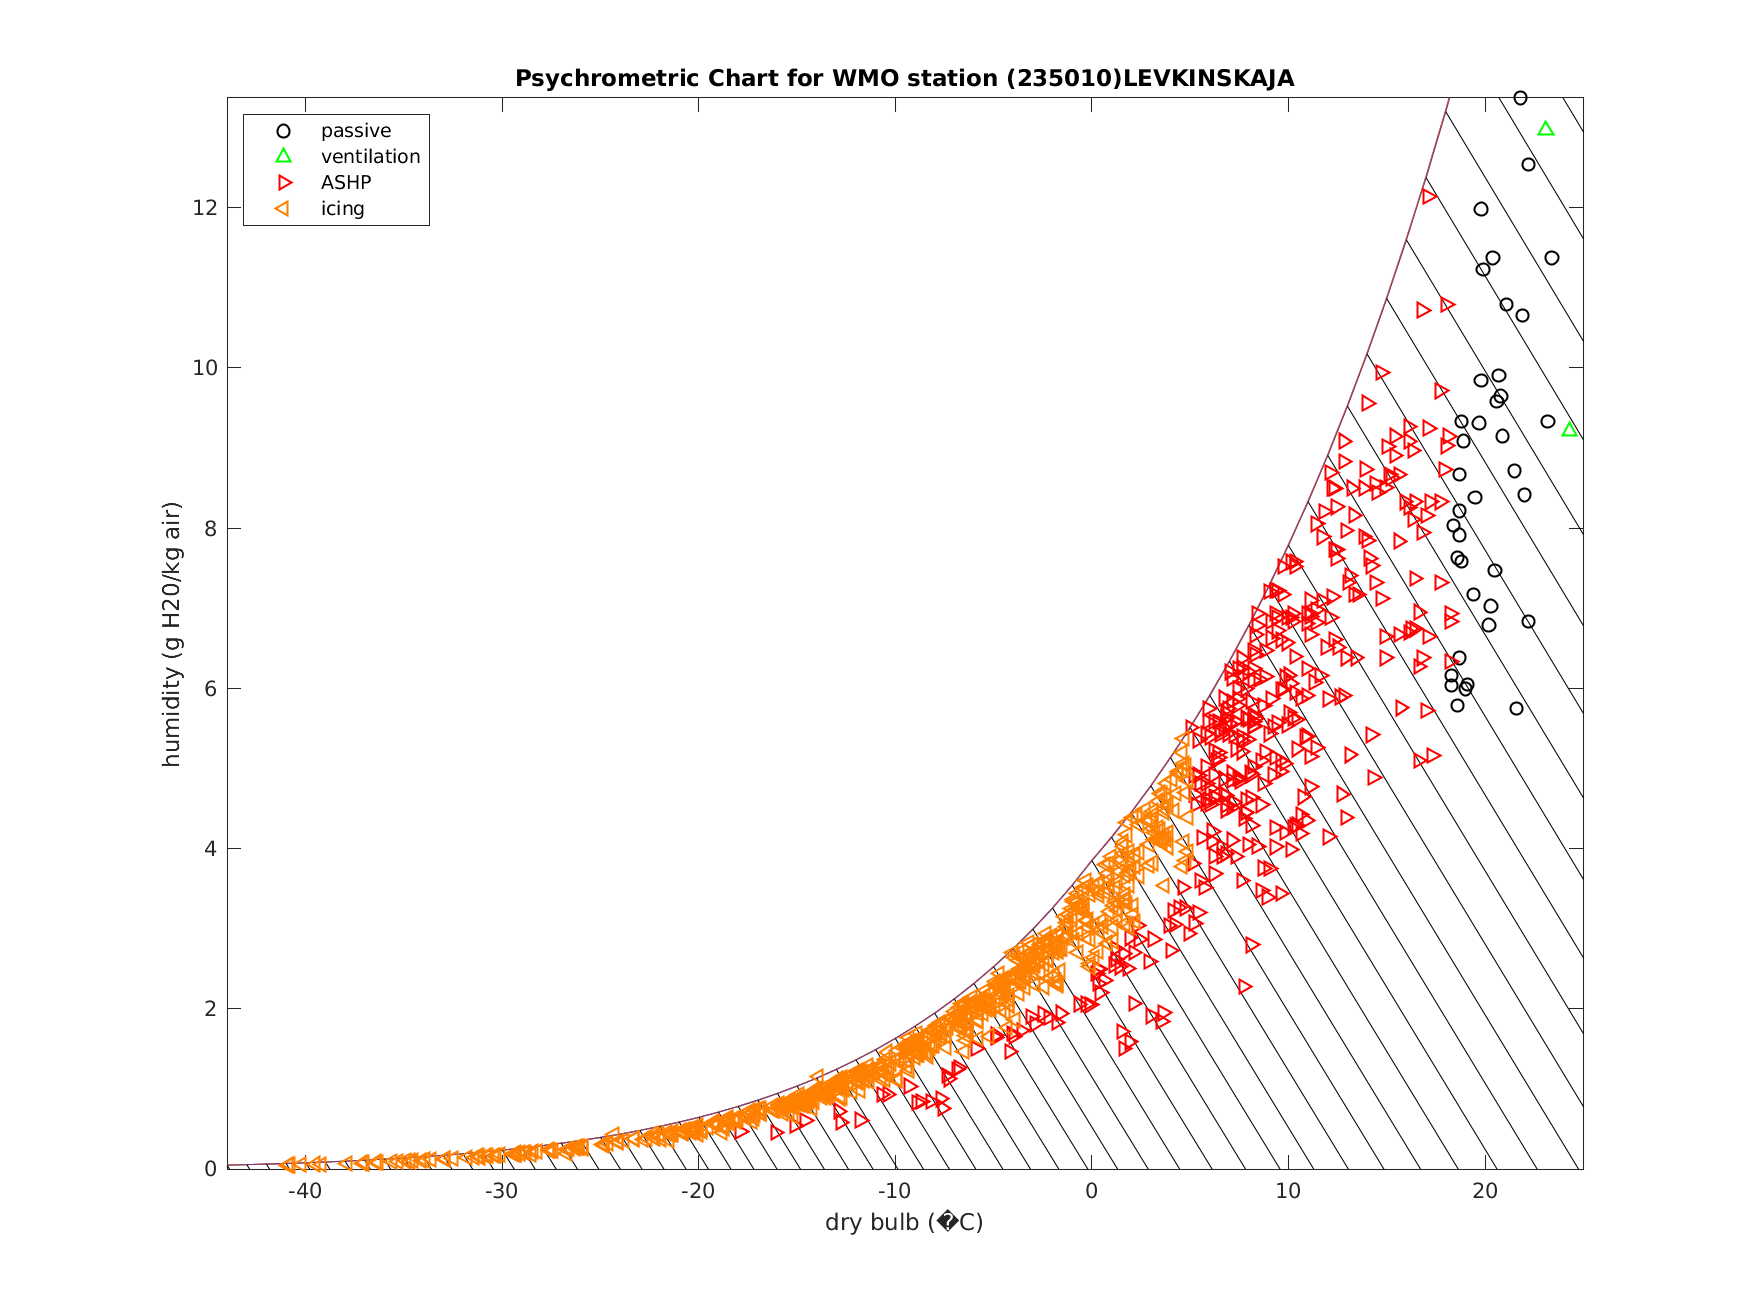 Psychrometric Chart for WMO station (235010)LEVKINSKAJA
passive
ventilation
ASHP
icing
12
10
8
6
4
2
0
humidity (g H20/kg air)
-40 -30 -20 -10 0 10 20
dry bulb (�C)